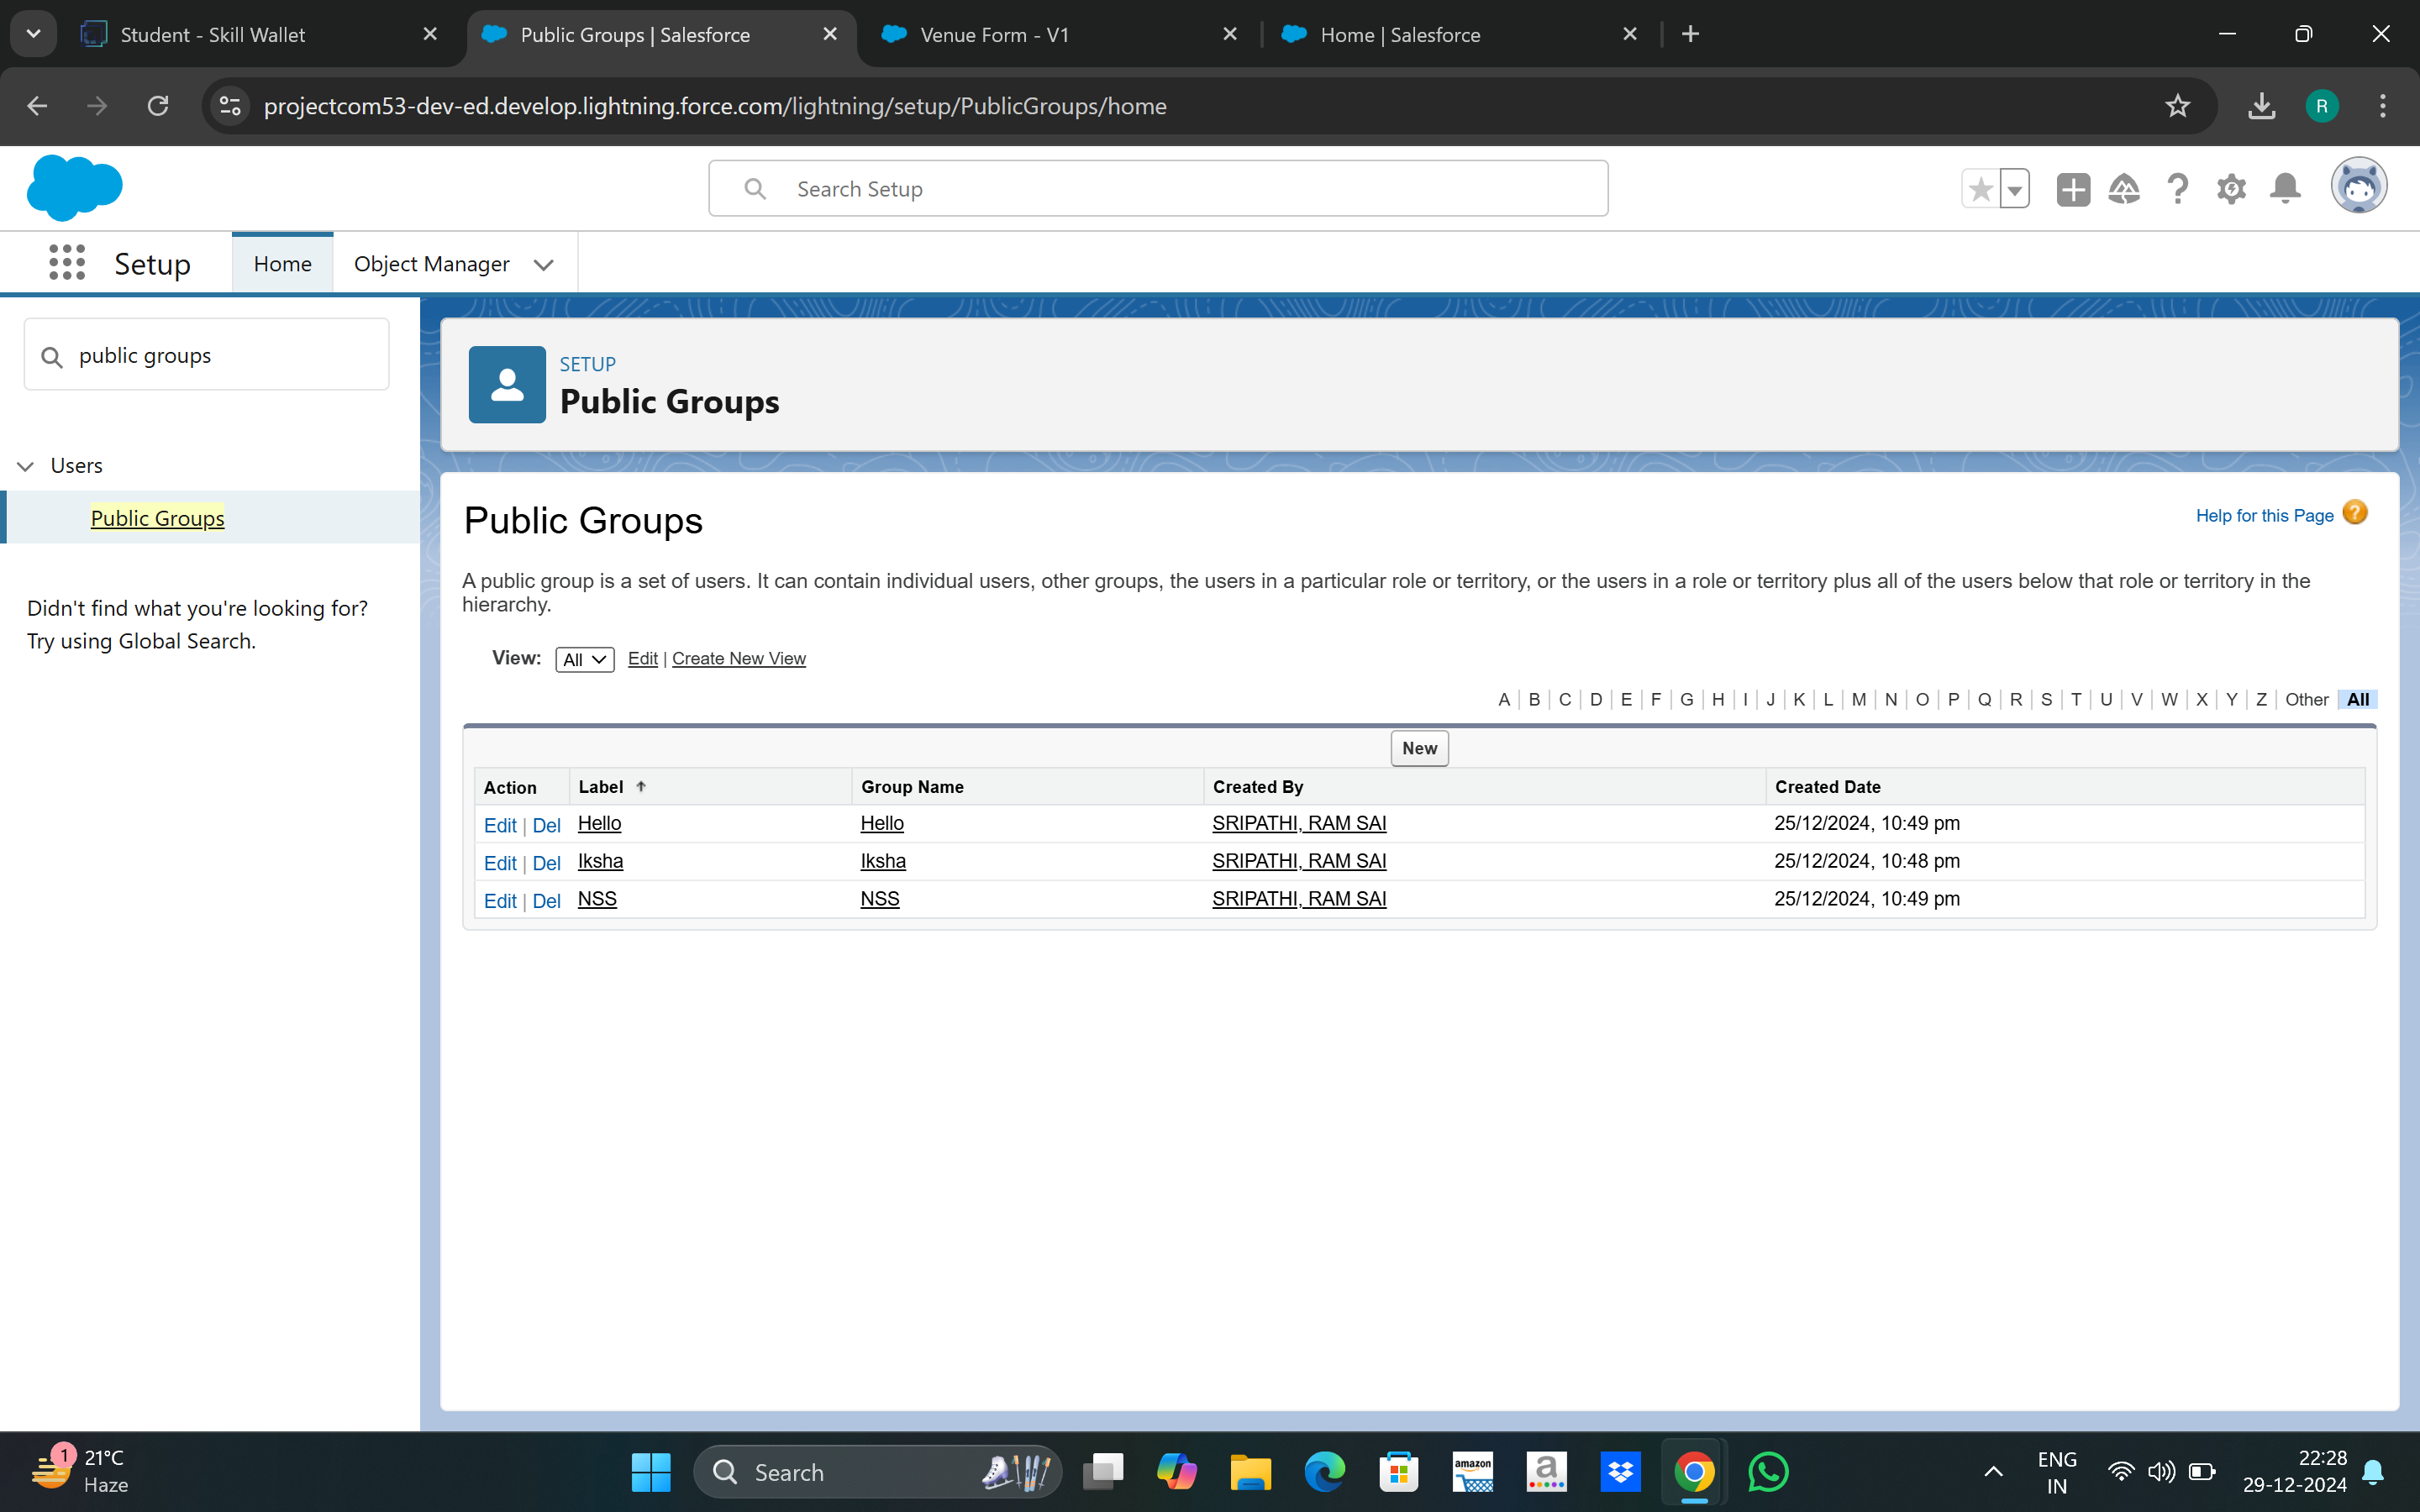 Student - Skill Wallet
Public Groups | Salesforce
Venue Form - V1
Home | Salesforce
projectcom53-dev-ed.develop.lightning.force.com/lightning/setup/PublicGroups/home
R
Search Setup
Setup
Home
Object Manager
public groups
Users
Public Groups
Didn't find what you're looking for?
Try using Global Search.
SETUP
Public Groups
Public Groups
Help for this Page ?
A public group is a set of users. It can contain individual users, other groups, the users in a particular role or territory, or the users in a role or territory plus all of the users below that role or territory in the
hierarchy.
View: All Edit | Create New View
A | B | C | D | E | F | G | H | I | J | K | L | M | N | O | P | Q | R | S | T | U | V | W | X | Y | Z | Other | All
New
Action Label Group Name Created By Created Date
Edit | Del Hello Hello SRIPATHI, RAM SAI 25/12/2024, 10:49 pm
Edit | Del Iksha Iksha SRIPATHI, RAM SAI 25/12/2024, 10:48 pm
Edit | Del NSS NSS SRIPATHI, RAM SAI 25/12/2024, 10:49 pm
1
21°C
Haze
Search
amazon
a
ENG
IN
22:28
29-12-2024